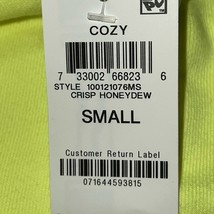 COZY
7 33002 66823 6
STYLE 100121076MS
CRISP HONEYDEW
SMALL
Customer Return Label
071644593815